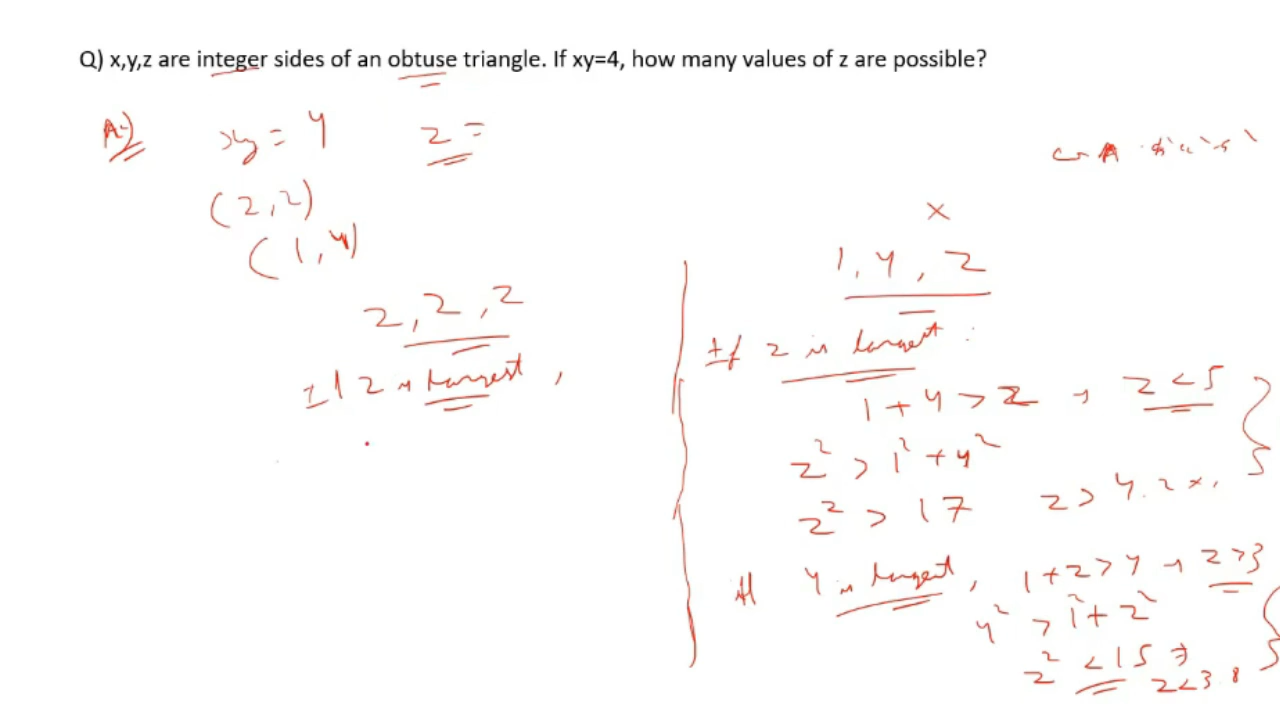 Q) x,y,z are integer sides of an obtuse triangle. If xy=4, how many values of z are possible?
A)
xy = 4
z =
(2,2)
(1,4)
2, 2, z
If z is largest,
x
1, 4, z
If z is largest :
1 + 4 > z → z < 5
z² > 1² + 4²
z² > 17 z > 4.2
If 4 is largest, 1 + z > 4 → z > 3
4² > 1² + z²
z² < 15 ⇒
z < 3.8